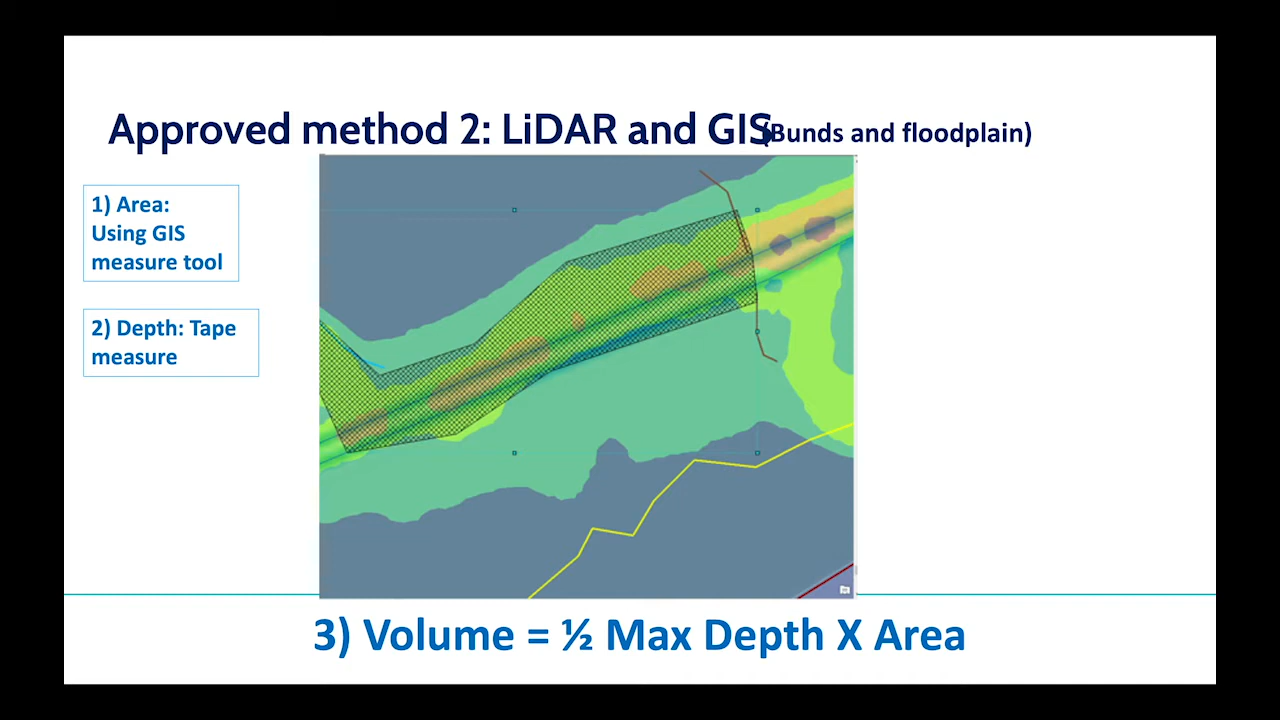 Approved method 2: LiDAR and GIS (Bunds and floodplain)
1) Area:
Using GIS
measure tool
2) Depth: Tape
measure
3) Volume = ½ Max Depth X Area